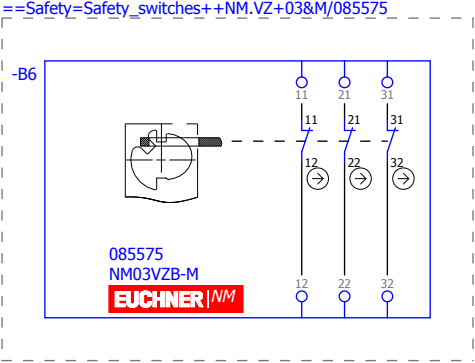 ==Safety=Safety_switches++NM.VZ+03&M/085575
-B6
11 21 31
11 21 31
12 22 32
085575
NM03VZB-M
EUCHNER NM
12 22 32